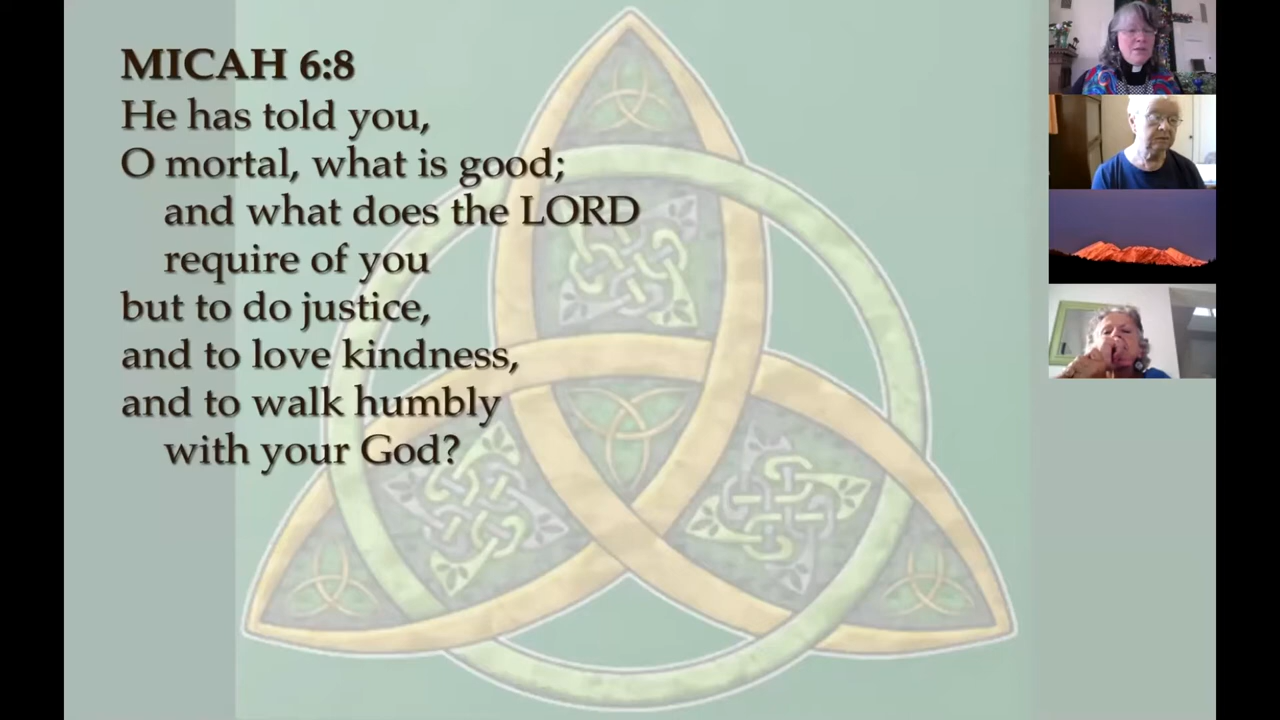 MICAH 6:8
He has told you,
O mortal, what is good;
and what does the LORD
require of you
but to do justice,
and to love kindness,
and to walk humbly
with your God?